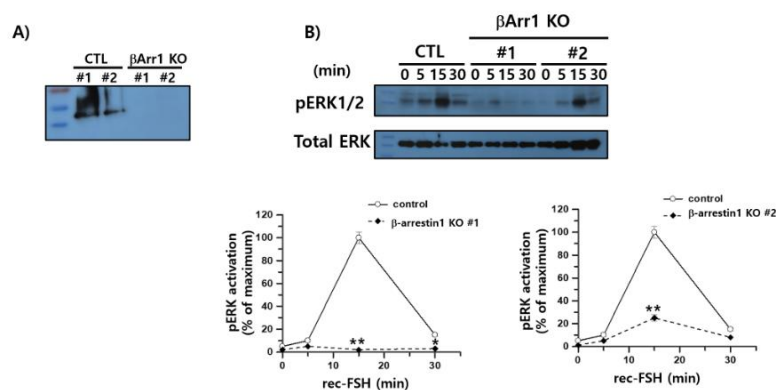 A)
CTL βArr1 KO
#1 #2 #1 #2
B)
βArr1 KO
CTL #1 #2
(min) 0 5 15 30 0 5 15 30 0 5 15 30
pERK1/2
Total ERK
control
β-arrestin1 KO #1
pERK activation
(% of maximum)
120
100
80
60
40
20
0
** *
0 10 20 30 40
rec-FSH (min)
control
β-arrestin1 KO #2
pERK activation
(% of maximum)
120
100
80
60
40
20
0
**
0 10 20 30 40
rec-FSH (min)